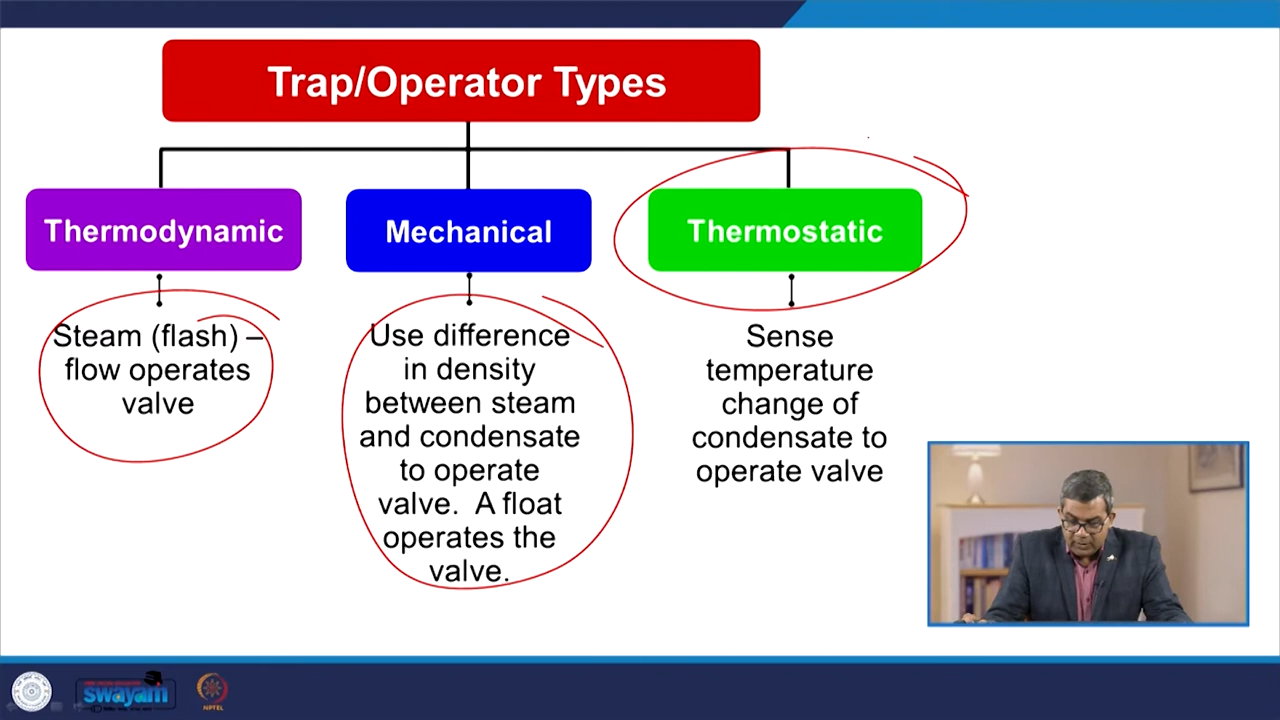 Trap/Operator Types
Thermodynamic
Mechanical
Thermostatic
Steam (flash) –
flow operates
valve
Use difference
in density
between steam
and condensate
to operate
valve. A float
operates the
valve.
Sense
temperature
change of
condensate to
operate valve
swayam
NPTEL